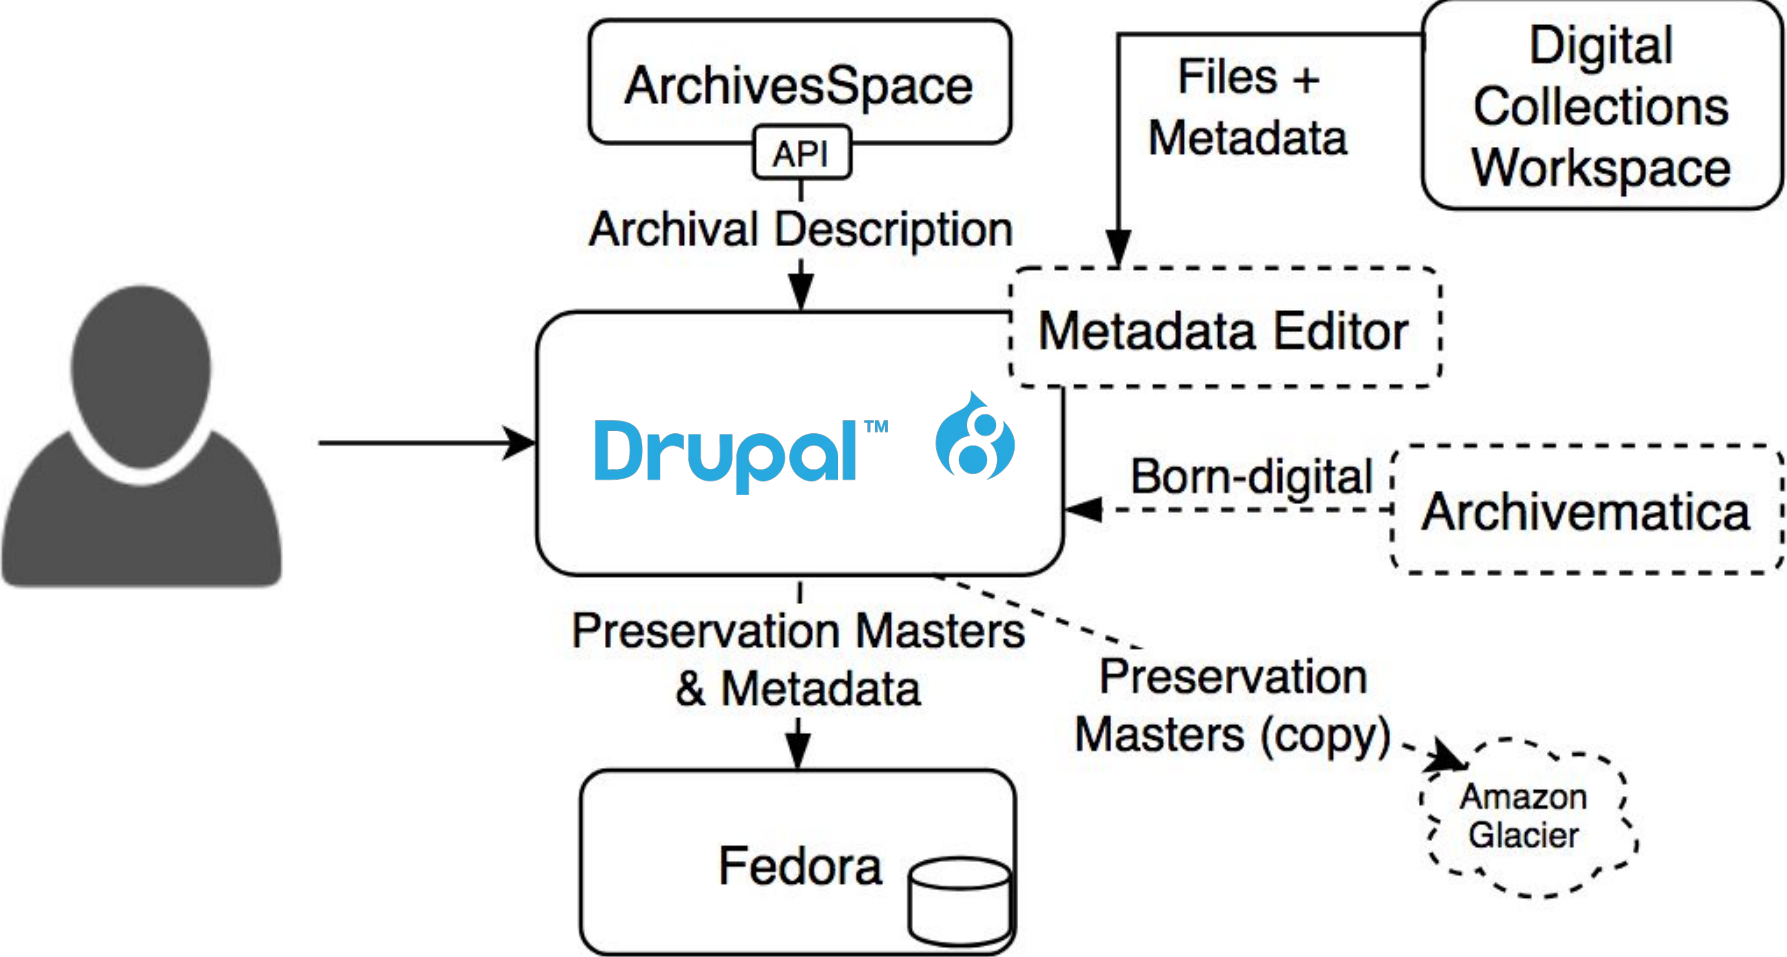 ArchivesSpace
API
Archival Description
Files +
Metadata
Digital
Collections
Workspace
Metadata Editor
Drupal™ 8
Born-digital
Archivematica
Preservation Masters
& Metadata
Preservation
Masters (copy)
Amazon
Glacier
Fedora